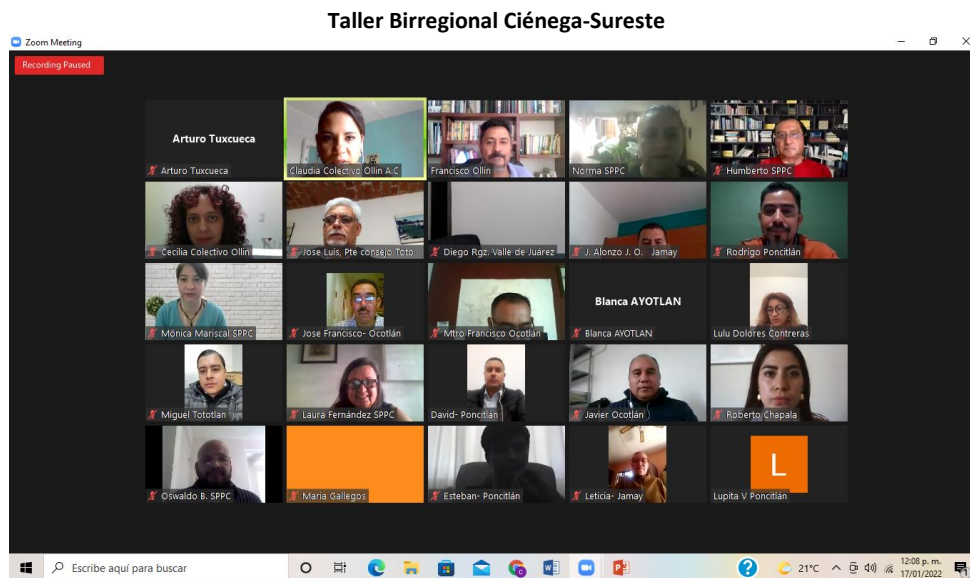 Taller Birregional Ciénega-Sureste
Zoom Meeting
Recording Paused
Arturo Tuxcueca
Arturo Tuxcueca
Claudia Colectivo Ollin A.C
Francisco Ollin
Norma SPPC
Humberto SPPC
Cecilia Colectivo Ollin
Jose Luis, Pte consejo Toto...
Diego Rgz. Valle de Juárez
J. Alonzo J. O. Jamay
Rodrigo Poncitlán
Mónica Mariscal SPPC
Jose Francisco- Ocotlán
Mtro Francisco Ocotlán
Blanca AYOTLAN
Blanca AYOTLAN
Lulu Dolores Contreras
Miguel Tototlan
Laura Fernández SPPC
David- Poncitlán
Javier Ocotlán
Roberto Chapala
Oswaldo B. SPPC
Maria Gallegos
Esteban- Poncitlán
Leticia- Jamay
L
Lupita V Poncitlán
Escribe aquí para buscar
21°C
12:08 p. m.
17/01/2022